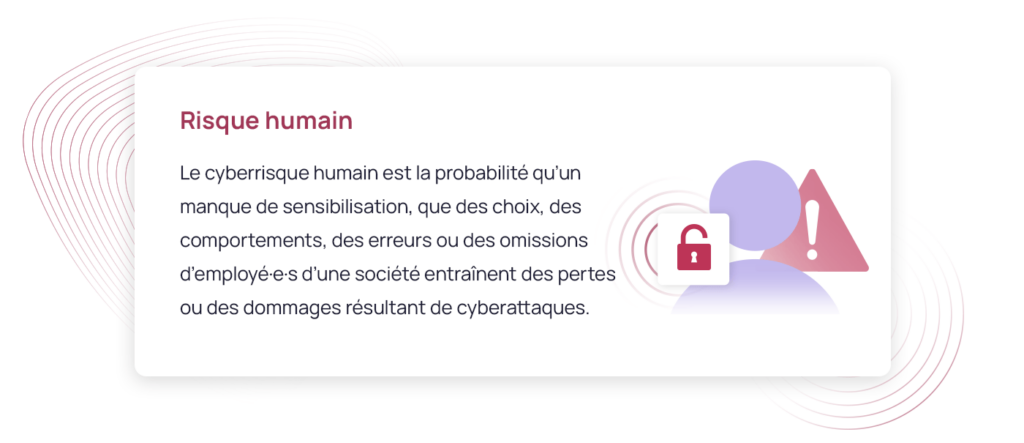 Risque humain
Le cyberrisque humain est la probabilité qu'un
manque de sensibilisation, que des choix, des
comportements, des erreurs ou des omissions
d'employé·e·s d'une société entraînent des pertes
ou des dommages résultant de cyberattaques.